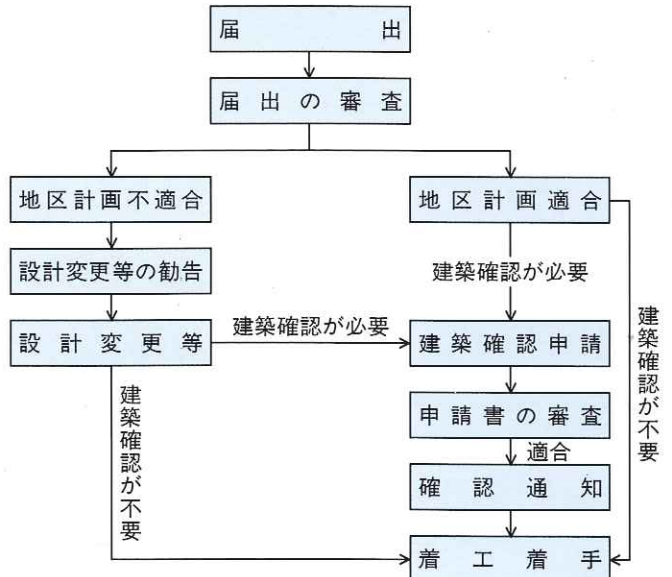 届出
届出の審査
地区計画不適合
地区計画適合
設計変更等の勧告
建築確認が必要
設計変更等
建築確認が必要
建築確認申請
建築確認が不要
申請書の審査
適合
建築確認が不要
確認通知
着工着手